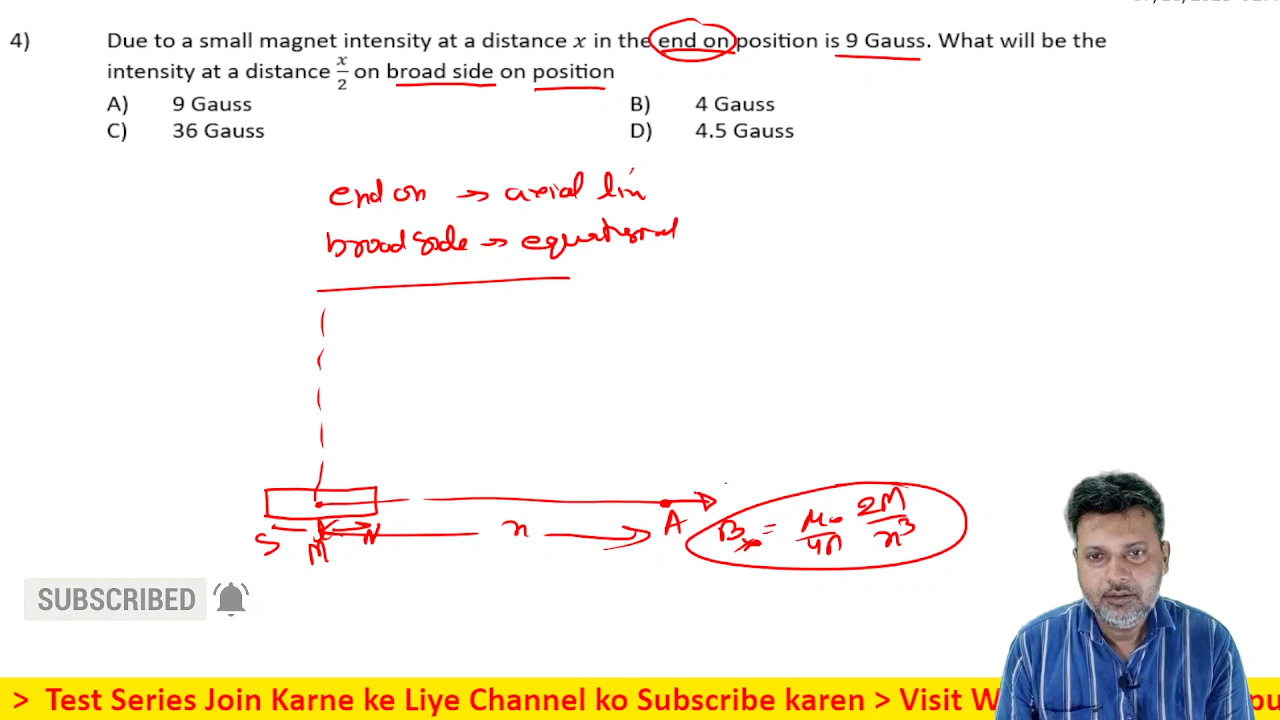 4) Due to a small magnet intensity at a distance x in the end on position is 9 Gauss. What will be the
intensity at a distance x/2 on broad side on position
A) 9 Gauss B) 4 Gauss
C) 36 Gauss D) 4.5 Gauss
end on → axial lin
broad side → equatorial
S M N x A B = μ₀/4π 2M/x³
SUBSCRIBED
> Test Series Join Karne ke Liye Channel ko Subscribe karen > Visit